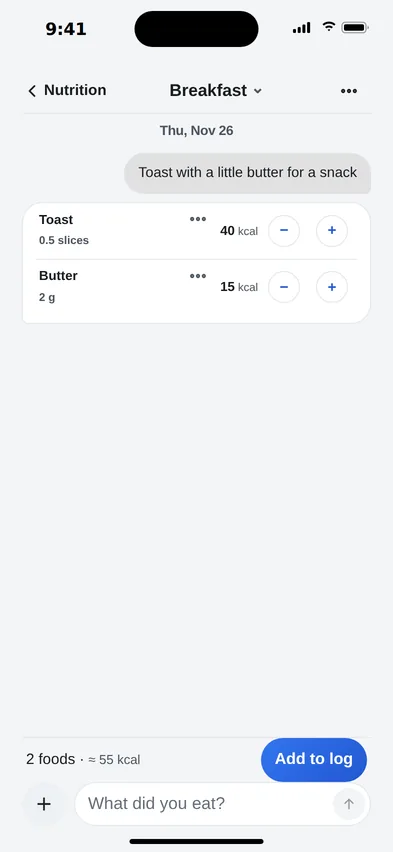 9:41
Nutrition
Breakfast
Thu, Nov 26
Toast with a little butter for a snack
Toast
40 kcal
0.5 slices
Butter
15 kcal
2 g
2 foods · ≈ 55 kcal
Add to log
What did you eat?